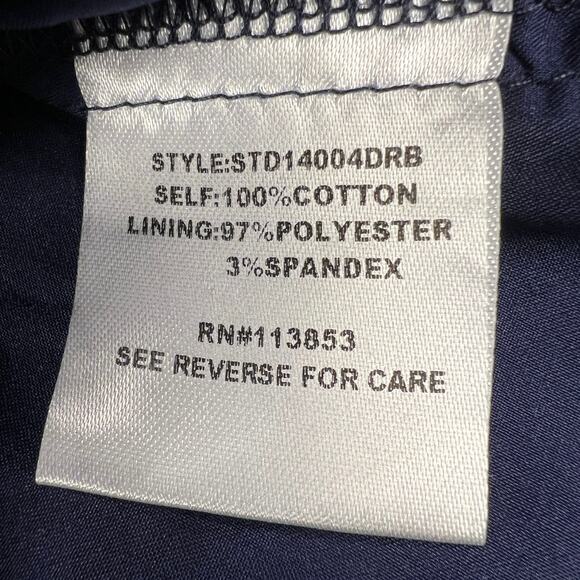 STYLE:STD14004DRB
SELF:100%COTTON
LINING:97%POLYESTER
3%SPANDEX
RN#113853
SEE REVERSE FOR CARE